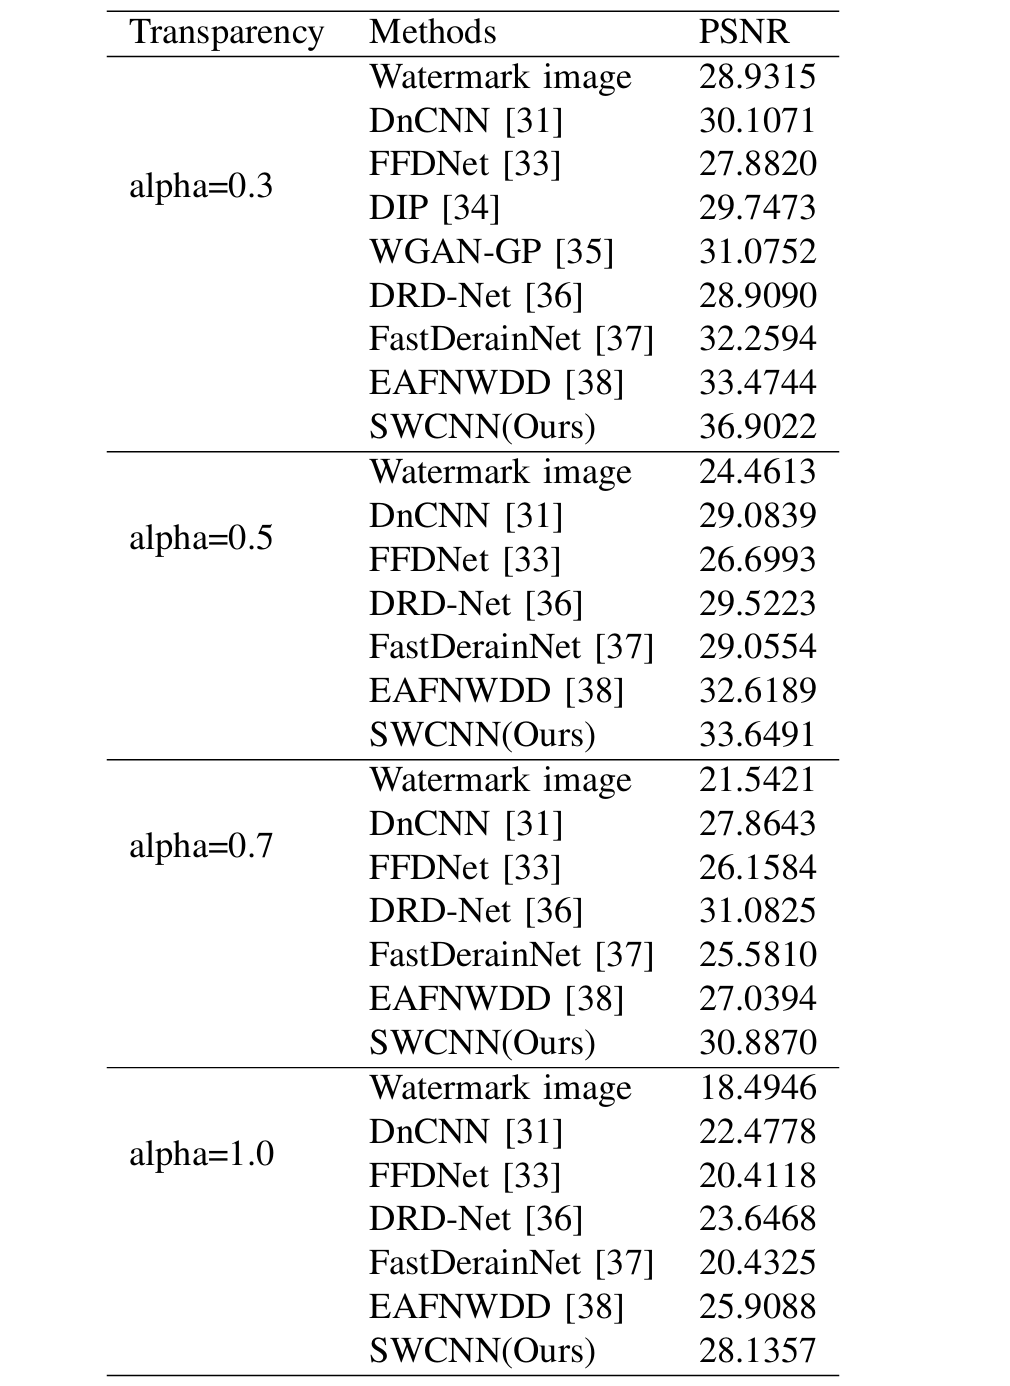 Transparency Methods PSNR
Watermark image 28.9315
DnCNN [31] 30.1071
FFDNet [33] 27.8820
alpha=0.3
DIP [34] 29.7473
WGAN-GP [35] 31.0752
DRD-Net [36] 28.9090
FastDerainNet [37] 32.2594
EAFNWDD [38] 33.4744
SWCNN(Ours) 36.9022
Watermark image 24.4613
DnCNN [31] 29.0839
alpha=0.5
FFDNet [33] 26.6993
DRD-Net [36] 29.5223
FastDerainNet [37] 29.0554
EAFNWDD [38] 32.6189
SWCNN(Ours) 33.6491
Watermark image 21.5421
DnCNN [31] 27.8643
alpha=0.7
FFDNet [33] 26.1584
DRD-Net [36] 31.0825
FastDerainNet [37] 25.5810
EAFNWDD [38] 27.0394
SWCNN(Ours) 30.8870
Watermark image 18.4946
DnCNN [31] 22.4778
alpha=1.0
FFDNet [33] 20.4118
DRD-Net [36] 23.6468
FastDerainNet [37] 20.4325
EAFNWDD [38] 25.9088
SWCNN(Ours) 28.1357